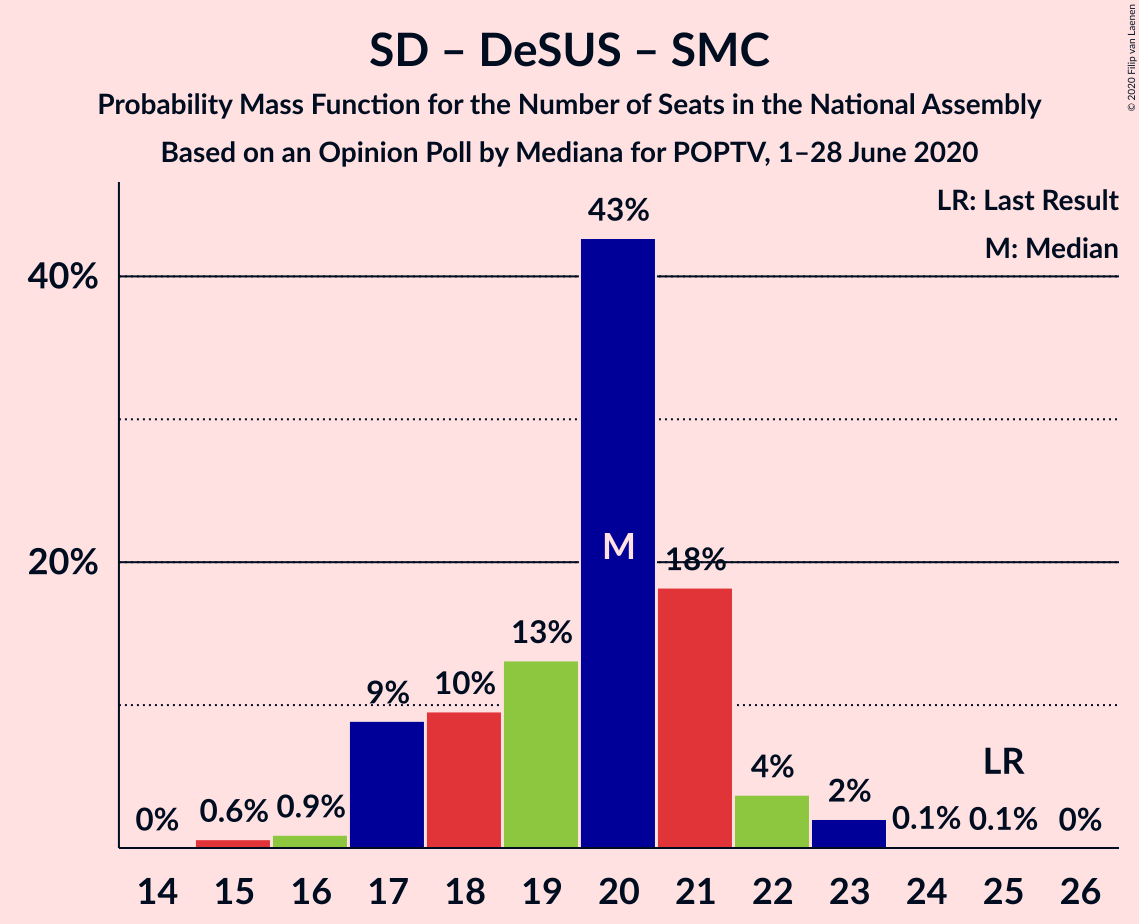 SD – DeSUS – SMC
Probability Mass Function for the Number of Seats in the National Assembly
Based on an Opinion Poll by Mediana for POPTV, 1–28 June 2020
© 2020 Filip van Laenen
LR: Last Result
M: Median
40%
20%
0%
0.6%
0.9%
9%
10%
13%
43%
M
18%
4%
2%
0.1%
LR
0.1%
0%
14 15 16 17 18 19 20 21 22 23 24 25 26